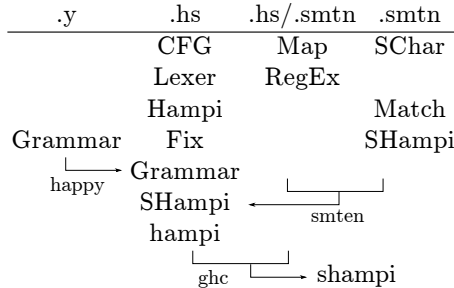 .y .hs .hs/.smtn .smtn
CFG Map SChar
Lexer RegEx
Hampi Match
Grammar Fix SHampi
happy Grammar
SHampi smten
hampi
ghc shampi